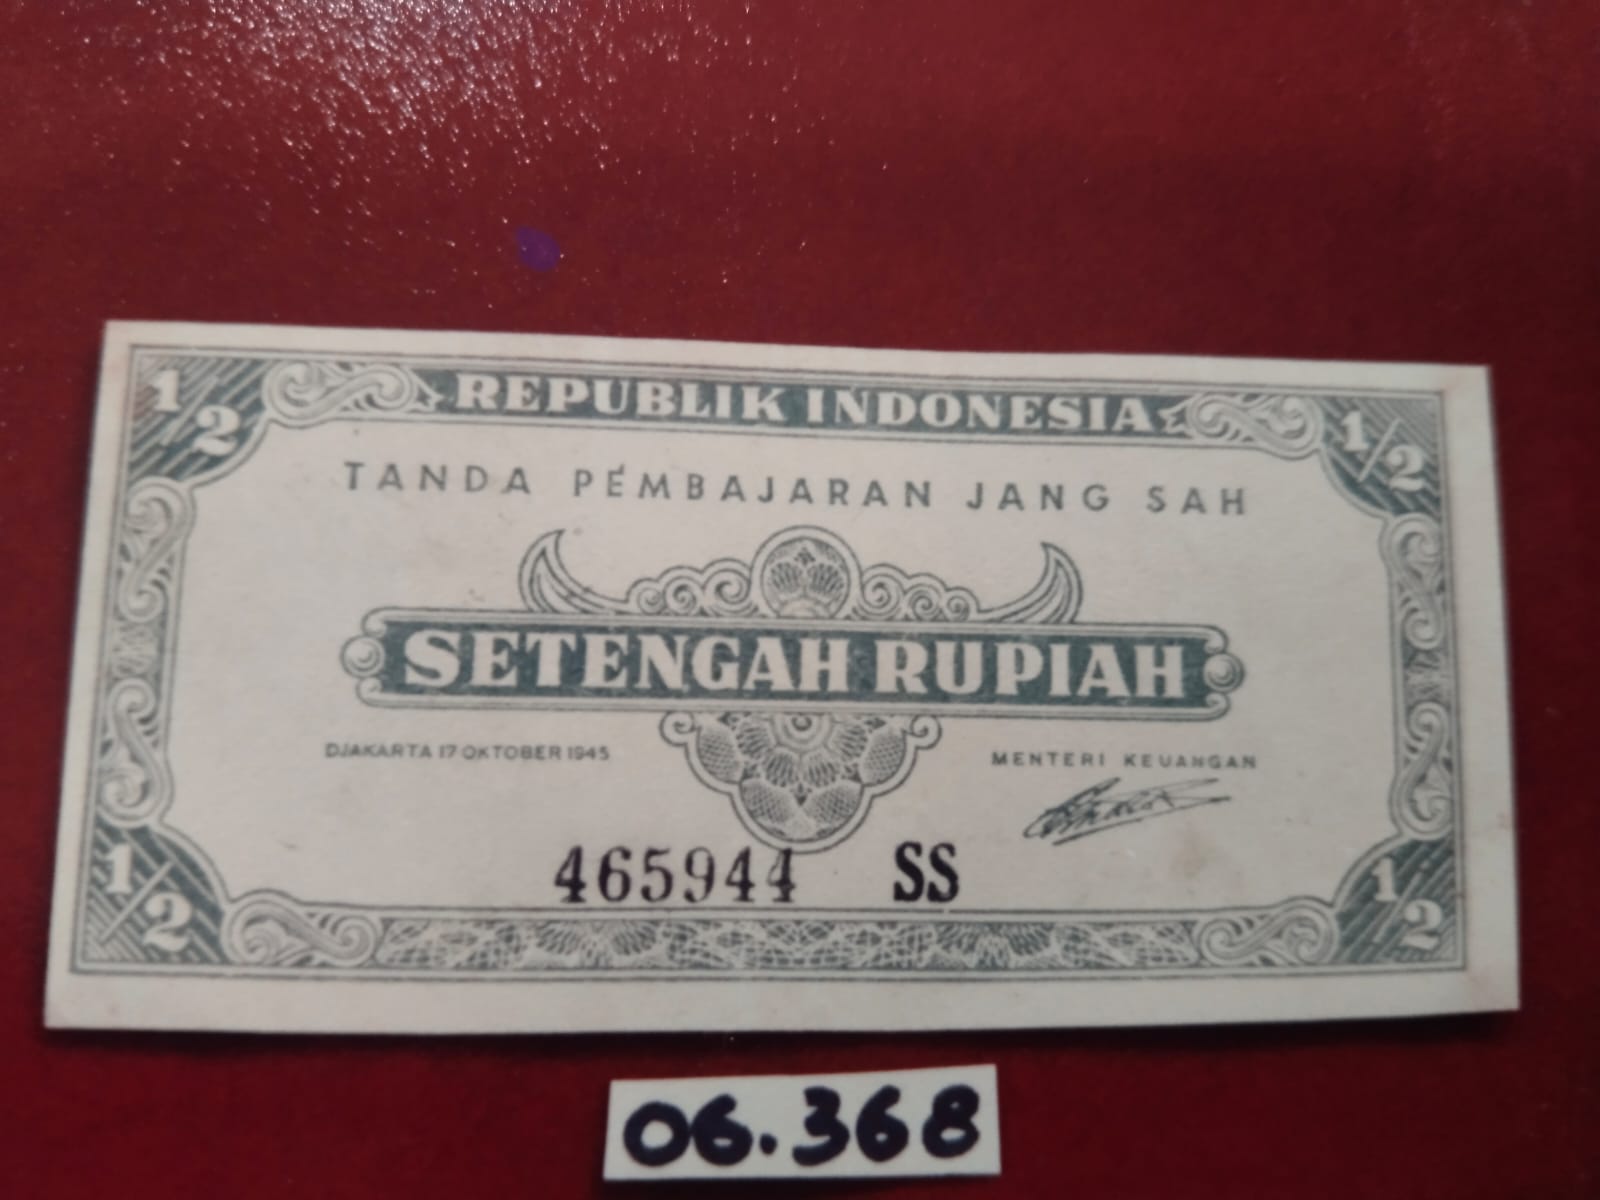 1/2 REPUBLIK INDONESIA 1/2
TANDA PÉMBAJARAN JANG SAH
SETENGAH RUPIAH
DJAKARTA 17 OKTOBER 1945 MENTERI KEUANGAN
465944 SS
1/2 1/2
06.368